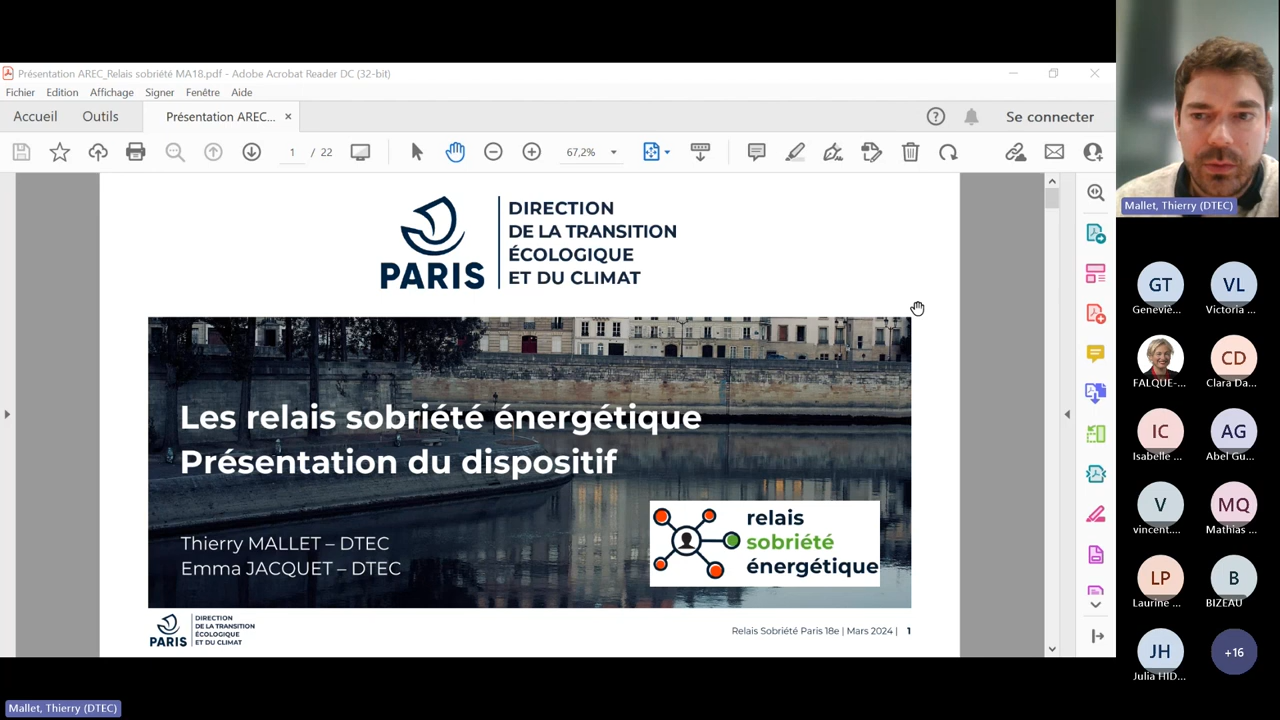 Présentation AREC_Relais sobriété MA18.pdf - Adobe Acrobat Reader DC (32-bit)
Fichier Edition Affichage Signer Fenêtre Aide
Accueil Outils Présentation AREC... × Se connecter
1 / 22 67,2%
PARIS
DIRECTION
DE LA TRANSITION
ÉCOLOGIQUE
ET DU CLIMAT
Les relais sobriété énergétique
Présentation du dispositif
Thierry MALLET – DTEC
Emma JACQUET – DTEC
relais
sobriété
énergétique
PARIS
DIRECTION
DE LA TRANSITION
ÉCOLOGIQUE
ET DU CLIMAT
Relais Sobriété Paris 18e | Mars 2024 | 1
Mallet, Thierry (DTEC)
GT VL
Geneviè... Victoria ...
CD
FALQUE-... Clara Da...
IC AG
Isabelle ... Abel Gu...
V MQ
vincent.... Mathias ...
LP B
Laurine ... BIZEAU
JH +16
Julia HID...
Mallet, Thierry (DTEC)